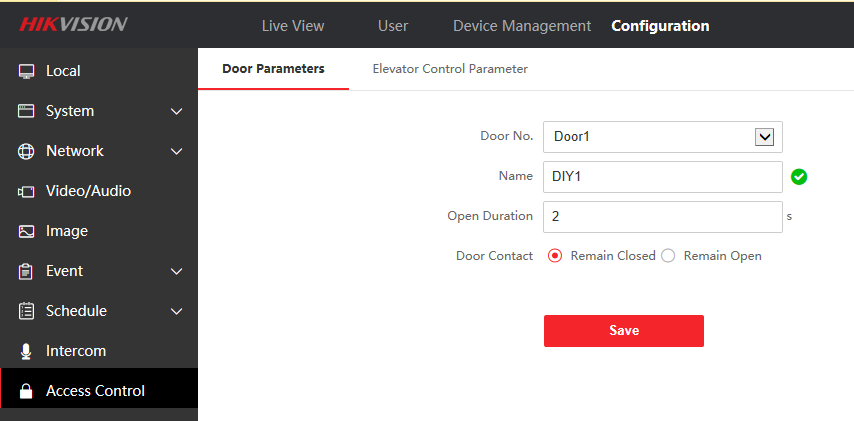 HIKVISION Live View User Device Management Configuration
Local
System
Network
Video/Audio
Image
Event
Schedule
Intercom
Access Control
Door Parameters Elevator Control Parameter
Door No. Door1
Name DIY1
Open Duration 2 s
Door Contact Remain Closed Remain Open
Save